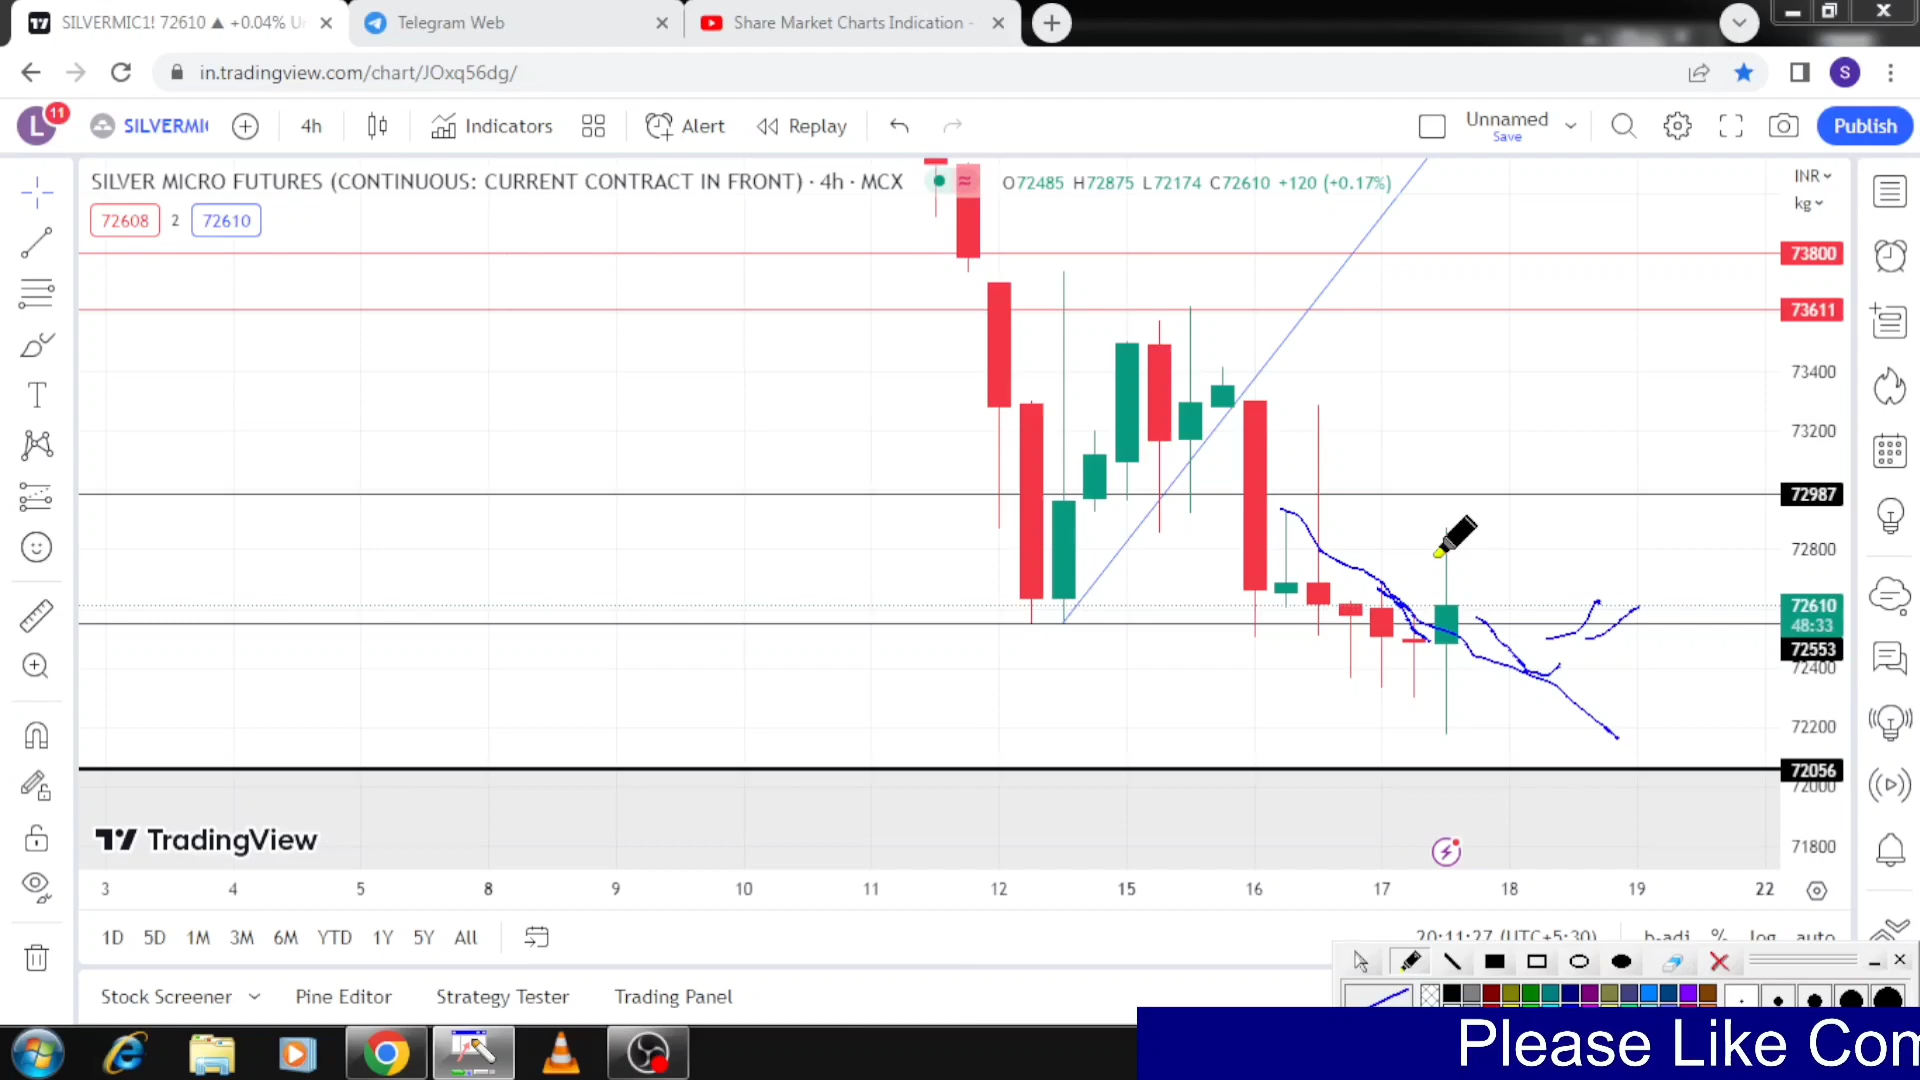 SILVERMIC1! 72610 ▲ +0.04%
Telegram Web
Share Market Charts Indication -
in.tradingview.com/chart/JOxq56dg/
S
L
11
SILVERMI
4h
Indicators
Alert
Replay
Unnamed
Save
Publish
SILVER MICRO FUTURES (CONTINUOUS: CURRENT CONTRACT IN FRONT) · 4h · MCX
O72485 H72875 L72174 C72610 +120 (+0.17%)
INR
kg
72608
2
72610
73800
73611
73400
73200
72987
72800
72610
48:33
72553
72400
72200
72056
72000
71800
TradingView
3 4 5 8 9 10 11 12 15 16 17 18 19 22
1D 5D 1M 3M 6M YTD 1Y 5Y All
20:11:27 (UTC+5:30)
b-adj % log auto
Stock Screener
Pine Editor
Strategy Tester
Trading Panel
Please Like Com